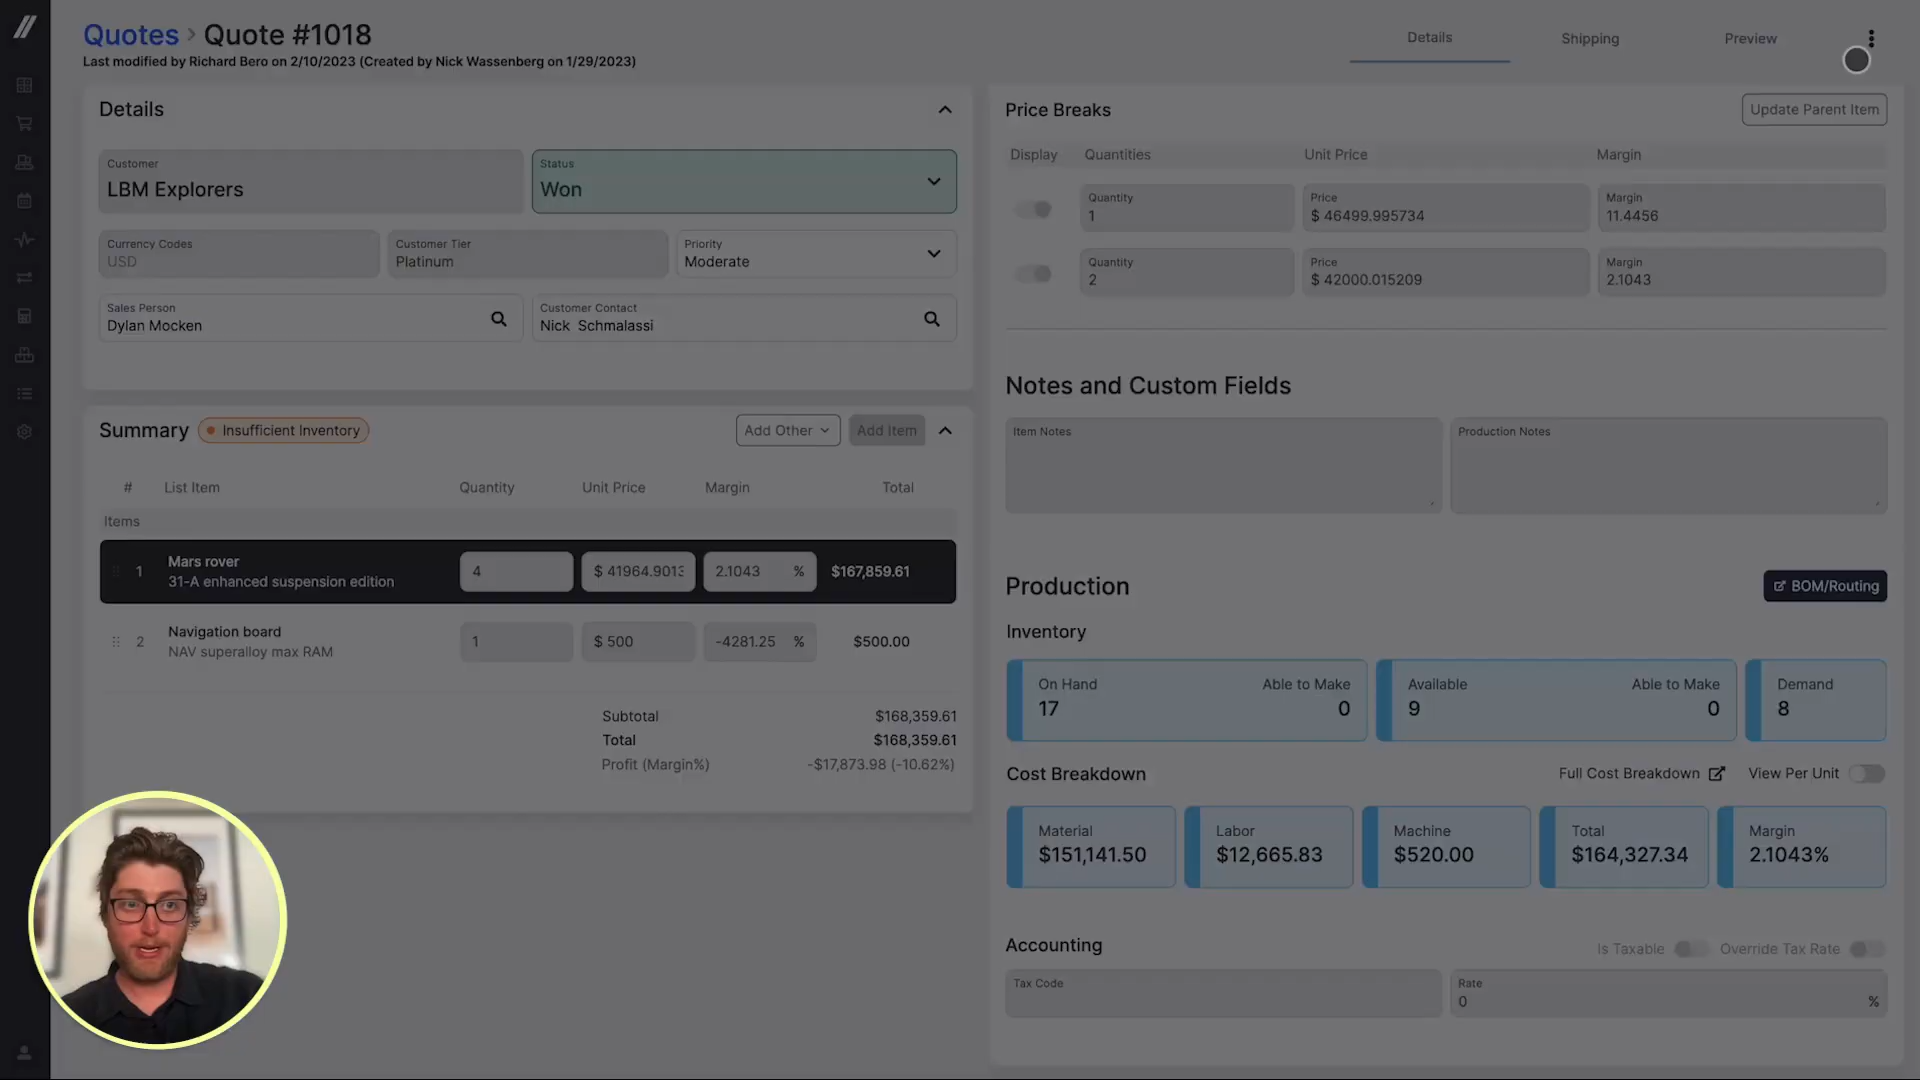 Quotes > Quote #1018
Last modified by Richard Bero on 2/10/2023 (Created by Nick Wassenberg on 1/29/2023)
Details
Shipping
Preview
Details
Customer
LBM Explorers
Status
Won
Currency Codes
USD
Customer Tier
Platinum
Priority
Moderate
Sales Person
Dylan Mocken
Customer Contact
Nick Schmalassi
Summary
Insufficient Inventory
Add Other
Add Item
# List Item Quantity Unit Price Margin Total
Items
1 Mars rover 4 $ 41964.9013 2.1043 % $167,859.61
31-A enhanced suspension edition
2 Navigation board 1 $ 500 -4281.25 % $500.00
NAV superalloy max RAM
Subtotal $168,359.61
Total $168,359.61
Profit (Margin%) -$17,873.98 (-10.62%)
Price Breaks
Update Parent Item
Display Quantities Unit Price Margin
Quantity Price Margin
1 $ 46499.995734 11.4456
Quantity Price Margin
2 $ 42000.015209 2.1043
Notes and Custom Fields
Item Notes
Production Notes
Production
BOM/Routing
Inventory
On Hand Able to Make Available Able to Make Demand
17 0 9 0 8
Cost Breakdown
Full Cost Breakdown
View Per Unit
Material Labor Machine Total Margin
$151,141.50 $12,665.83 $520.00 $164,327.34 2.1043%
Accounting
Is Taxable
Override Tax Rate
Tax Code
Rate
0 %